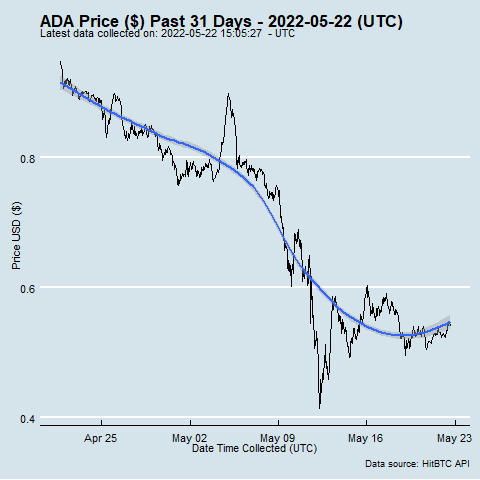 ADA Price ($) Past 31 Days - 2022-05-22 (UTC)
Latest data collected on: 2022-05-22 15:05:27 - UTC
0.8
0.6
0.4
Price USD ($)
Apr 25 May 02 May 09 May 16 May 23
Date Time Collected (UTC)
Data source: HitBTC API